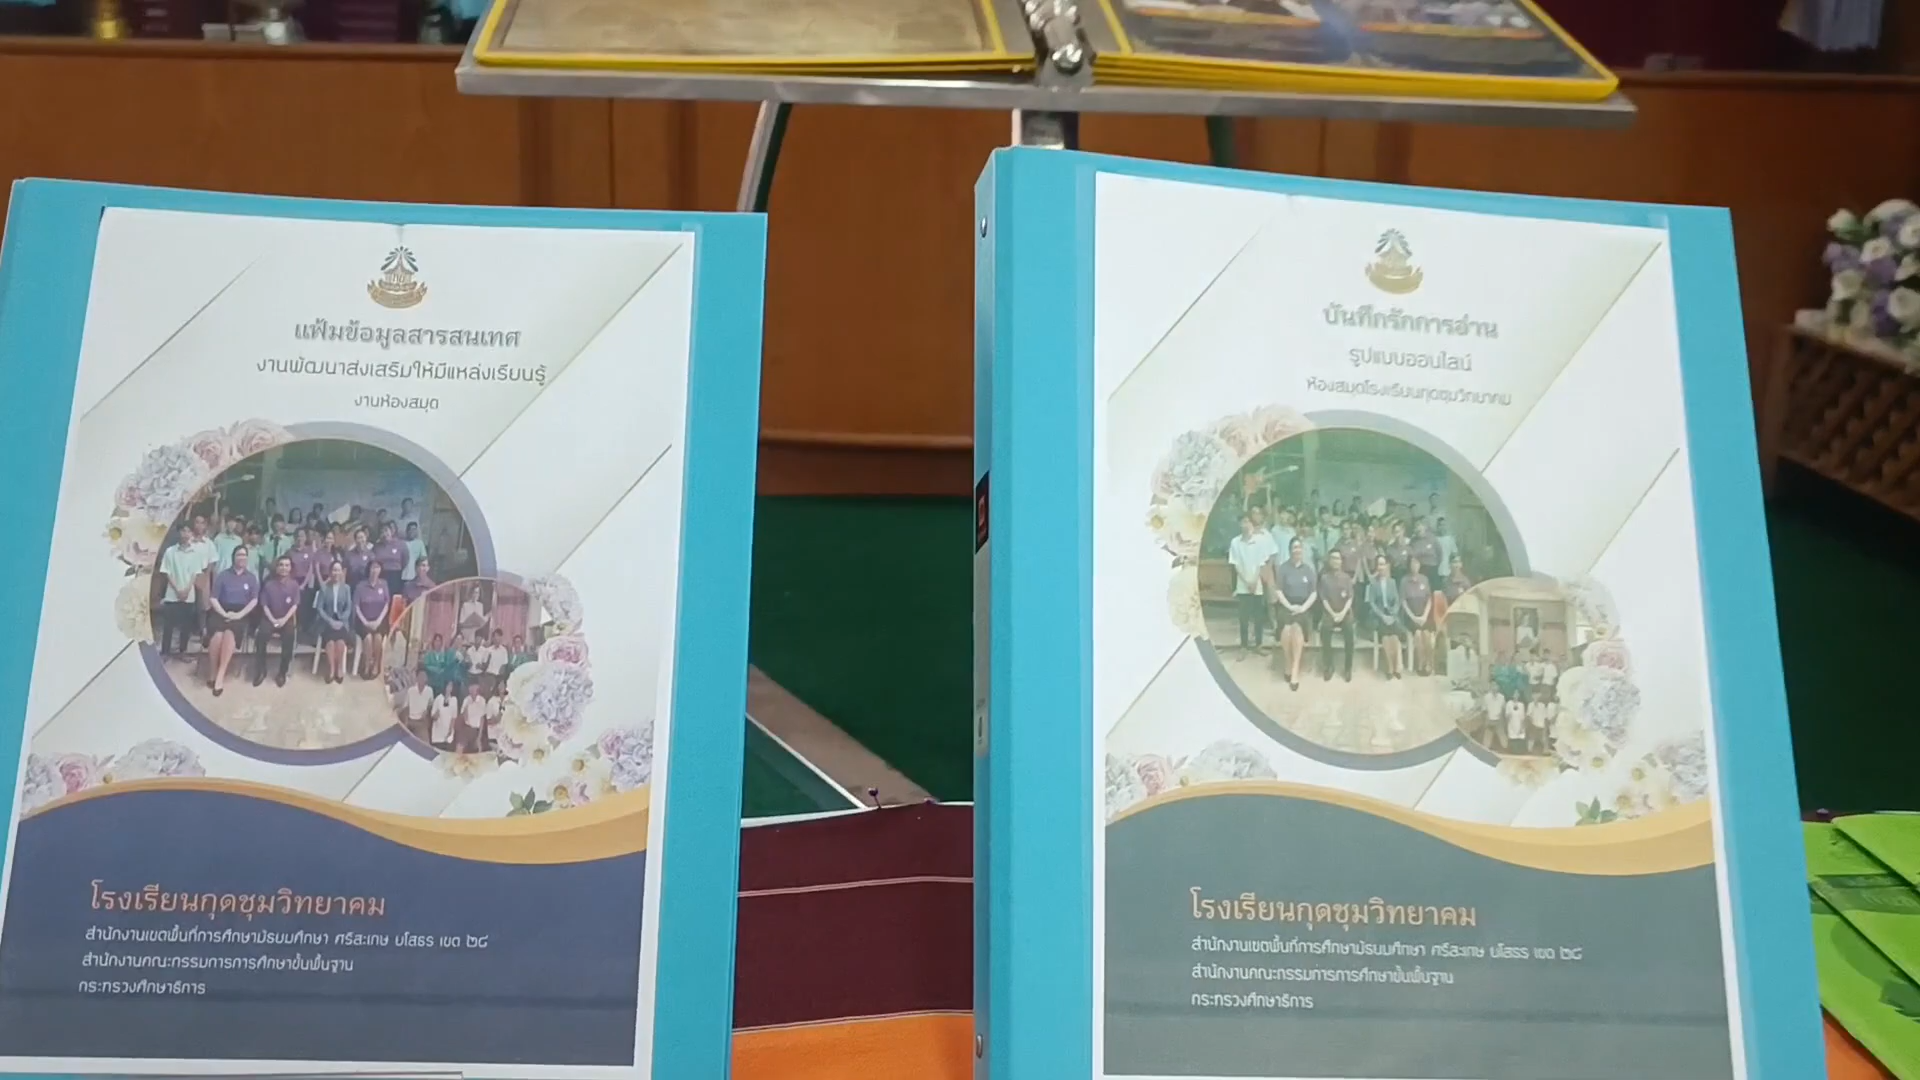 แฟ้มข้อมูลสารสนเทศ
งานพัฒนาส่งเสริมให้มีแหล่งเรียนรู้
งานห้องสมุด
โรงเรียนกุดชุมวิทยาคม
สำนักงานเขตพื้นที่การศึกษามัธยมศึกษา ศรีสะเกษ ยโสธร เขต ๒๘
สำนักงานคณะกรรมการการศึกษาขั้นพื้นฐาน
กระทรวงศึกษาธิการ
บันทึกรักการอ่าน
รูปแบบออนไลน์
ห้องสมุดโรงเรียนกุดชุมวิทยาคม
โรงเรียนกุดชุมวิทยาคม
สำนักงานเขตพื้นที่การศึกษามัธยมศึกษา ศรีสะเกษ ยโสธร เขต ๒๘
สำนักงานคณะกรรมการการศึกษาขั้นพื้นฐาน
กระทรวงศึกษาธิการ